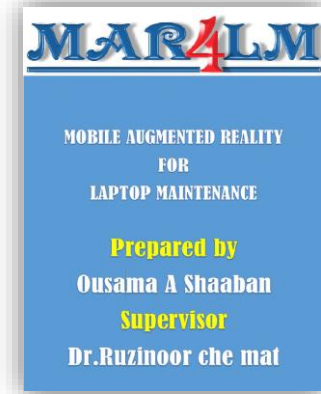 MAR4LM
MOBILE AUGMENTED REALITY
FOR
LAPTOP MAINTENANCE
Prepared by
Ousama A Shaaban
Supervisor
Dr.Ruzinoor che mat